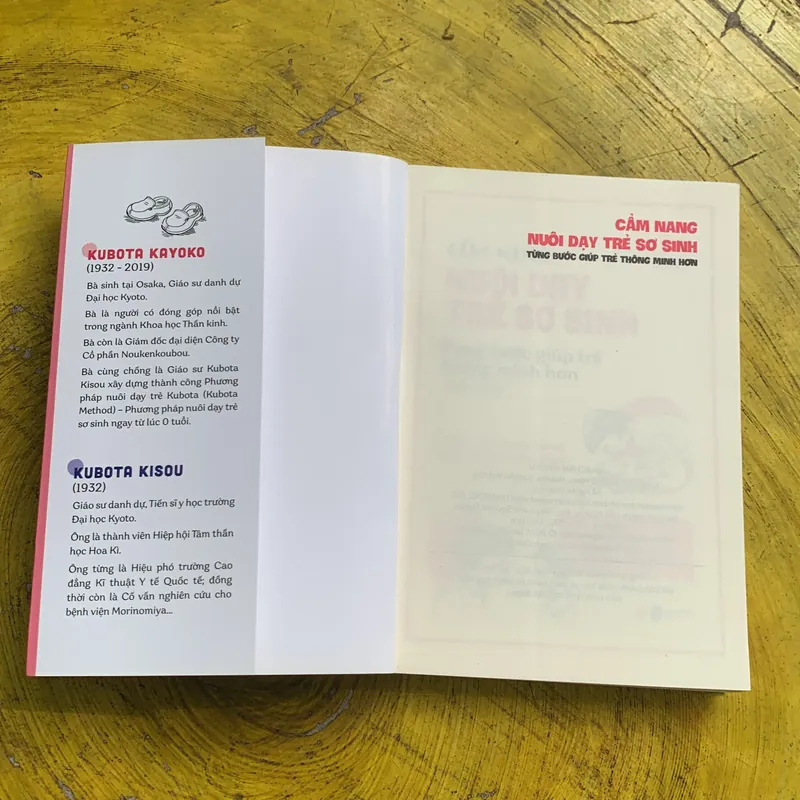 KUBOTA KAYOKO
(1932 - 2019)
Bà sinh tại Osaka, Giáo sư danh dự
Đại học Kyoto.
Bà là người có đóng góp nổi bật
trong ngành Khoa học Thần kinh.
Bà còn là Giám đốc đại diện Công ty
Cổ phần Noukenkoubou.
Bà cùng chồng là Giáo sư Kubota
Kisou xây dựng thành công Phương
pháp nuôi dạy trẻ Kubota (Kubota
Method) – Phương pháp nuôi dạy trẻ
sơ sinh ngay từ lúc 0 tuổi.
KUBOTA KISOU
(1932)
Giáo sư danh dự, Tiến sĩ y học trường
Đại học Kyoto.
Ông là thành viên Hiệp hội Tâm thần
học Hoa Kì.
Ông từng là Hiệu phó trường Cao
đẳng Kĩ thuật Y tế Quốc tế; đồng
thời còn là Cố vấn nghiên cứu cho
bệnh viện Morinomiya...
CẨM NANG
NUÔI DẠY TRẺ SƠ SINH
TỪNG BƯỚC GIÚP TRẺ THÔNG MINH HƠN
NUÔI DẠY
TRẺ SƠ SINH